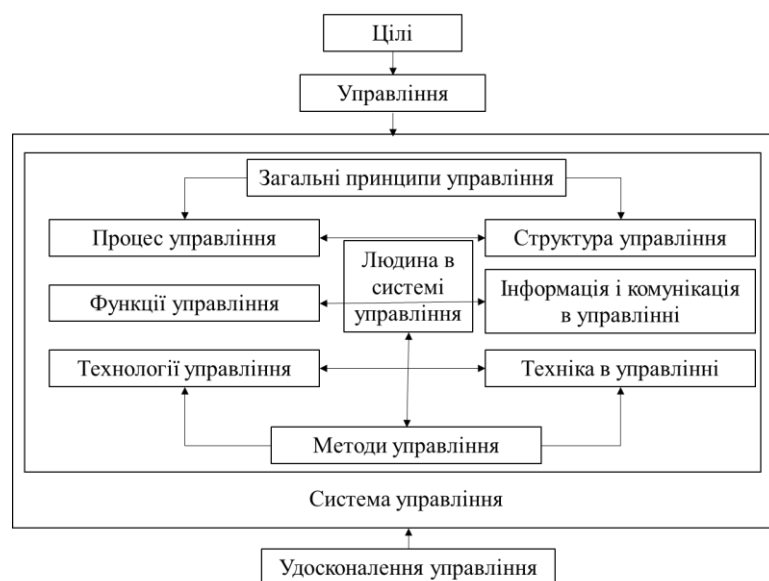 Цілі
Управління
Загальні принципи управління
Процес управління
Структура управління
Людина в
системі
управління
Функції управління
Інформація і комунікація
в управлінні
Технології управління
Техніка в управлінні
Методи управління
Система управління
Удосконалення управління